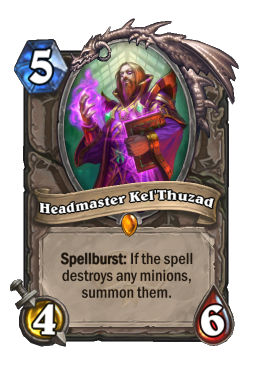 5
Headmaster Kel'Thuzad
Spellburst: If the spell
destroys any minions,
summon them.
4
6